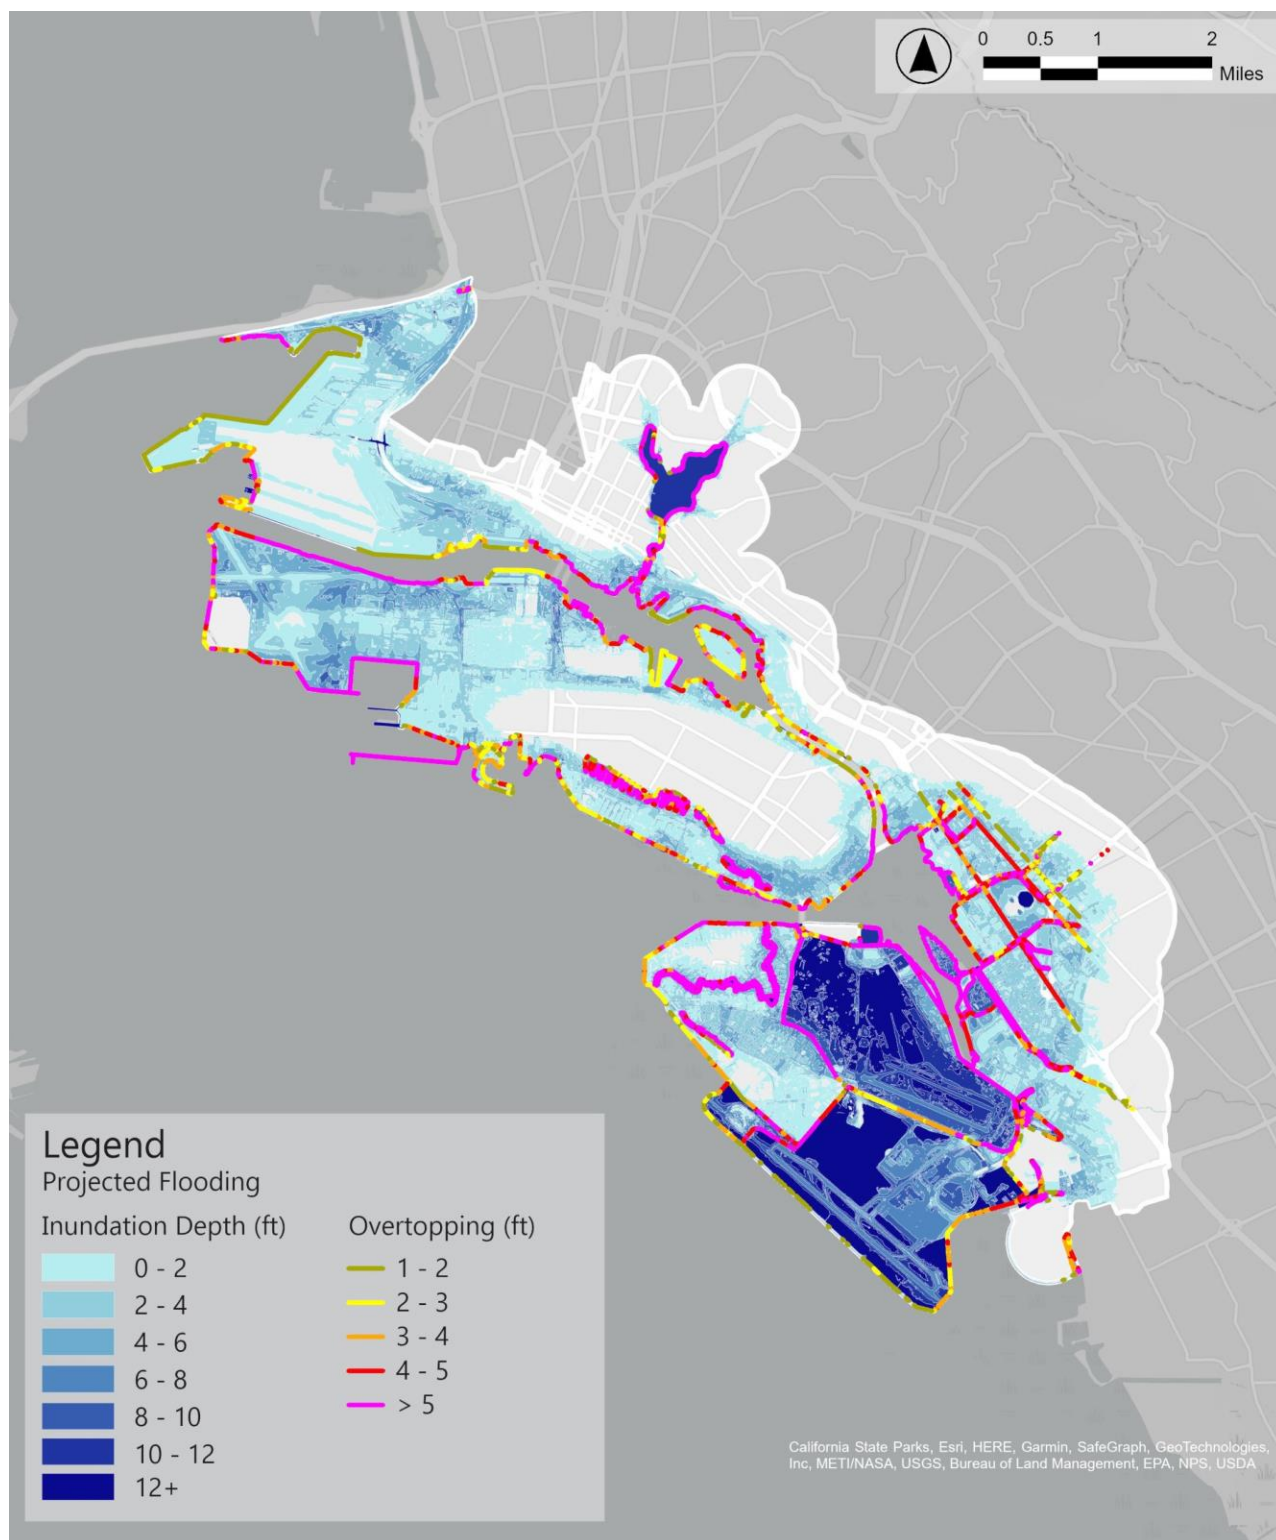 0 0.5 1 2
Miles
Legend
Projected Flooding
Inundation Depth (ft)
0 - 2
2 - 4
4 - 6
6 - 8
8 - 10
10 - 12
12+
Overtopping (ft)
1 - 2
2 - 3
3 - 4
4 - 5
> 5
California State Parks, Esri, HERE, Garmin, SafeGraph, GeoTechnologies,
Inc, METI/NASA, USGS, Bureau of Land Management, EPA, NPS, USDA